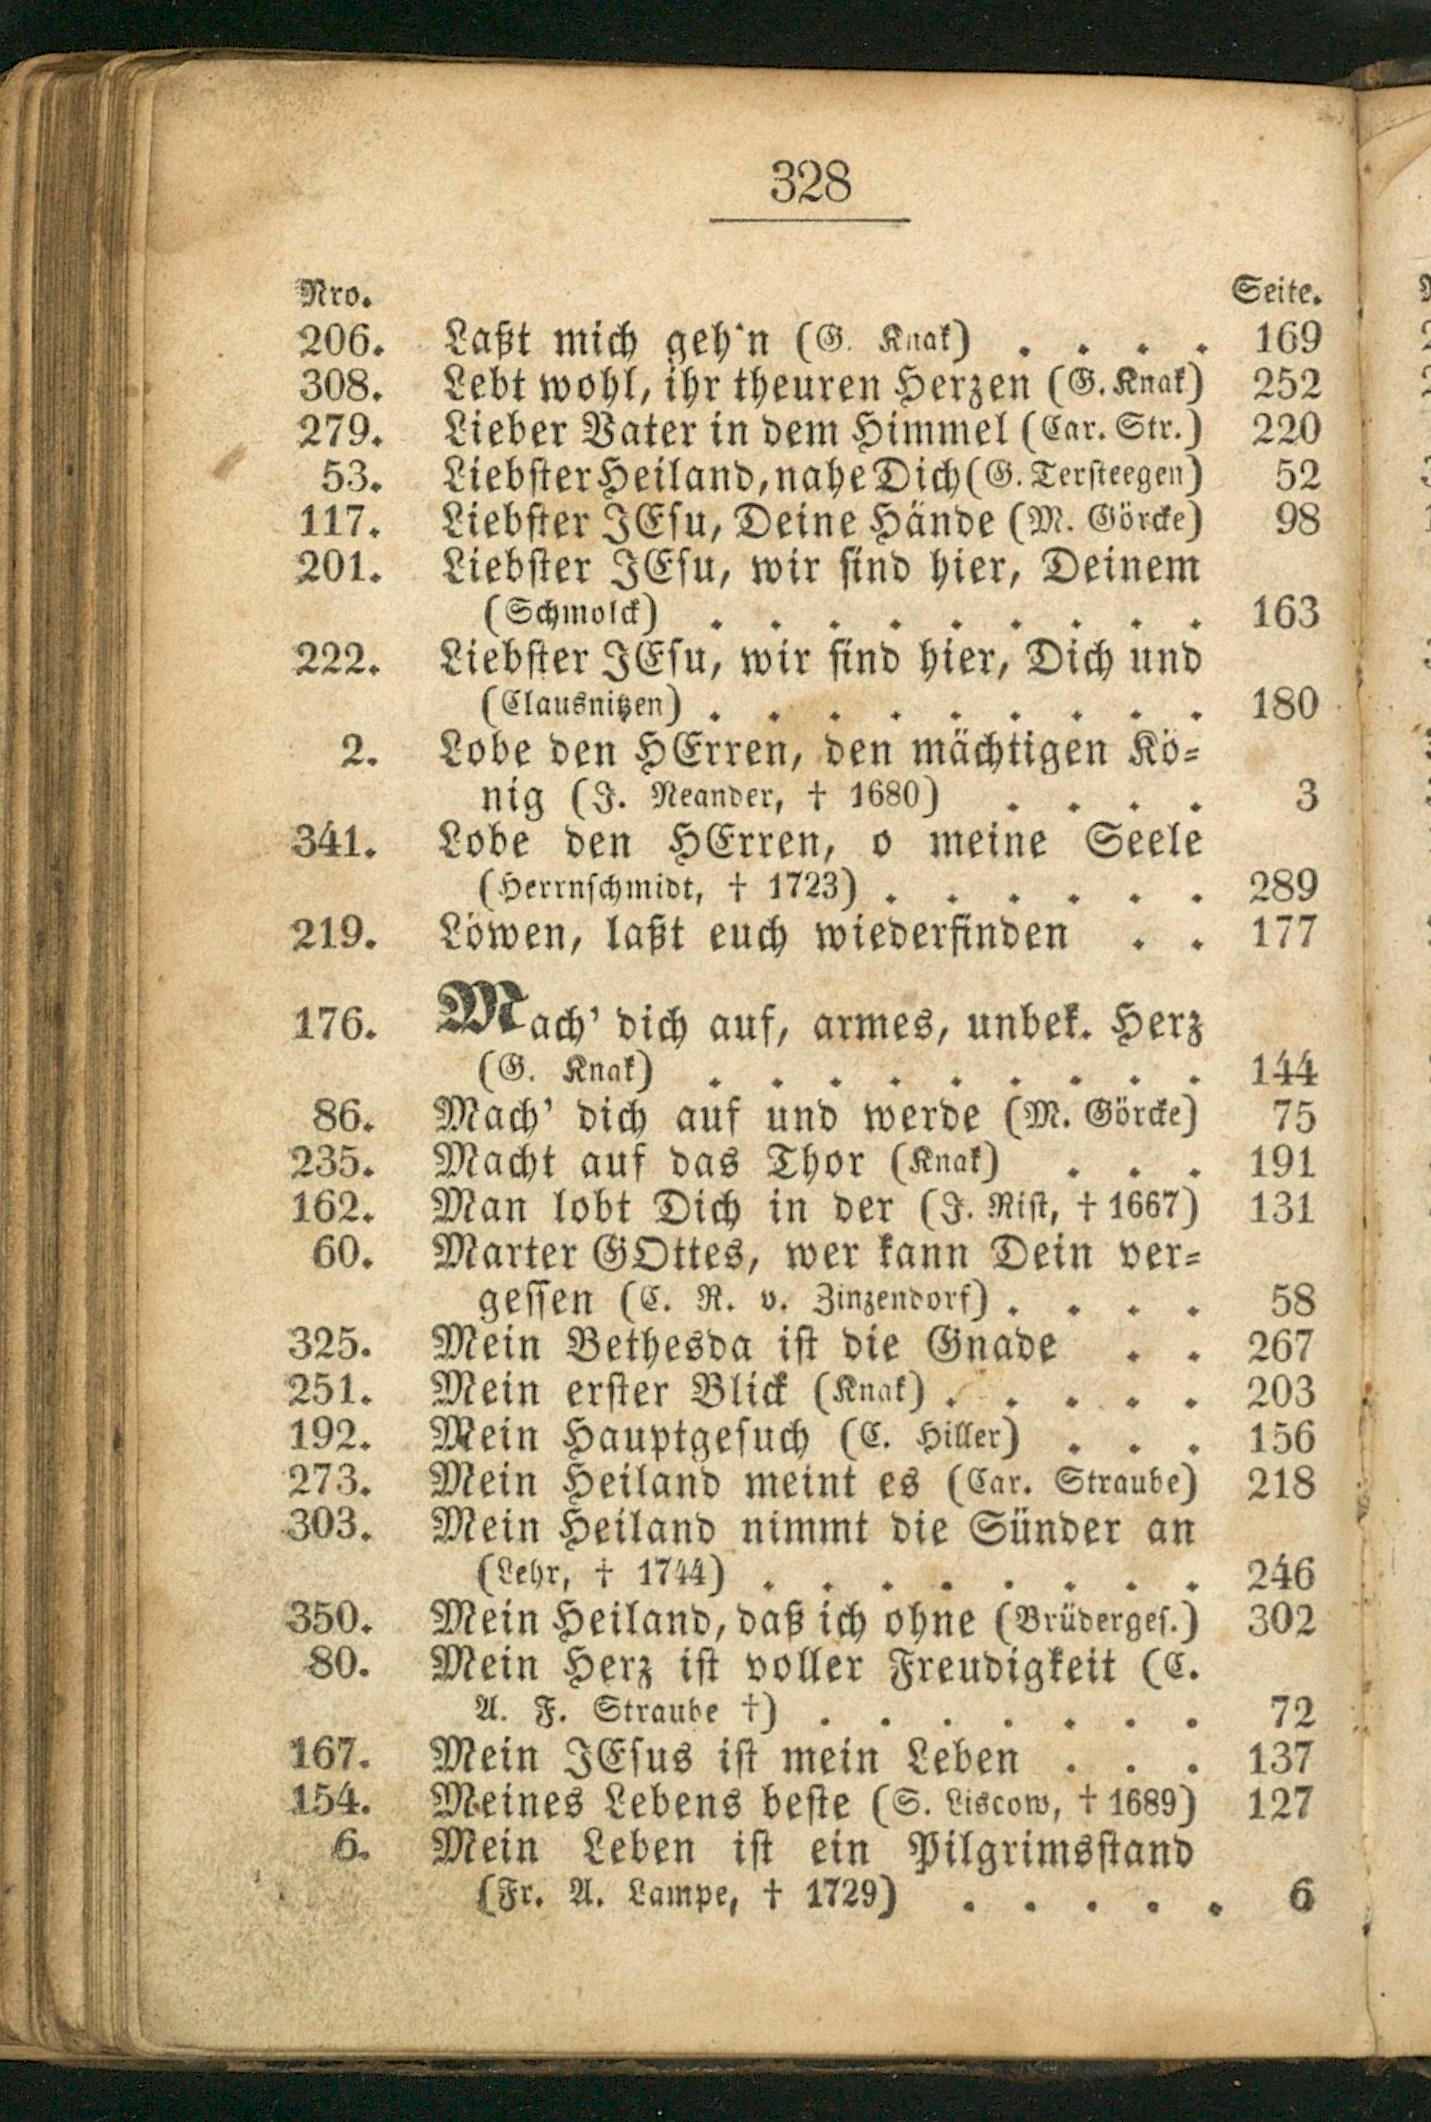 328
Nro. Seite.
206. Laßt mich geh'n (G. Knak) . . . . 169
308. Lebt wohl, ihr theuren Herzen (G. Knak) 252
279. Lieber Vater in dem Himmel (Car. Str.) 220
53. Liebster Heiland, nahe Dich (G. Tersteegen) 52
117. Liebster JEsu, Deine Hände (M. Görcke) 98
201. Liebster JEsu, wir sind hier, Deinem
(Schmolck) . . . . . . . . . 163
222. Liebster JEsu, wir sind hier, Dich und
(Clausnitzen) . . . . . . . . . 180
2. Lobe den HErren, den mächtigen Kö-
nig (J. Neander, † 1680) . . . . 3
341. Lobe den HErren, o meine Seele
(Herrnschmidt, † 1723) . . . . . . 289
219. Löwen, laßt euch wiederfinden . . 177
176. Mach' dich auf, armes, unbek. Herz
(G. Knak) . . . . . . . . . 144
86. Mach' dich auf und werde (M. Görcke) 75
235. Macht auf das Thor (Knak) . . . 191
162. Man lobt Dich in der (J. Rist, † 1667) 131
60. Marter GOttes, wer kann Dein ver-
gessen (C. R. v. Zinzendorf) . . . . 58
325. Mein Bethesda ist die Gnade . . 267
251. Mein erster Blick (Knak) . . . . . 203
192. Mein Hauptgesuch (C. Hiller) . . . 156
273. Mein Heiland meint es (Car. Straube) 218
303. Mein Heiland nimmt die Sünder an
(Lehr, † 1744) . . . . . . . . 246
350. Mein Heiland, daß ich ohne (Brüderges.) 302
80. Mein Herz ist voller Freudigkeit (C.
A. F. Straube †) . . . . . . . 72
167. Mein JEsus ist mein Leben . . . 137
154. Meines Lebens beste (S. Liscow, † 1689) 127
6. Mein Leben ist ein Pilgrimsstand
(Fr. A. Lampe, † 1729) . . . . . 6